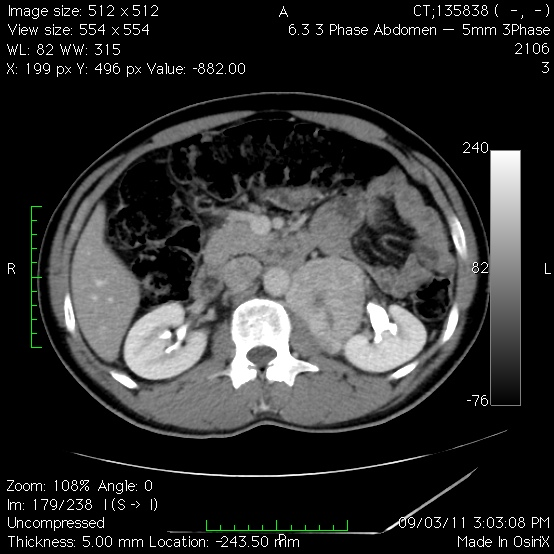 Image size: 512 x 512
View size: 554 x 554
WL: 82 WW: 315
X: 199 px Y: 496 px Value: -882.00
A
CT;135838 ( -, -)
6.3 3 Phase Abdomen — 5mm 3Phase
2106
3
240
82
-76
R
L
Zoom: 108% Angle: 0
Im: 179/238 I(S -> I)
Uncompressed
Thickness: 5.00 mm Location: -243.50 mm
P
09/03/11 3:03:08 PM
Made In OsiriX